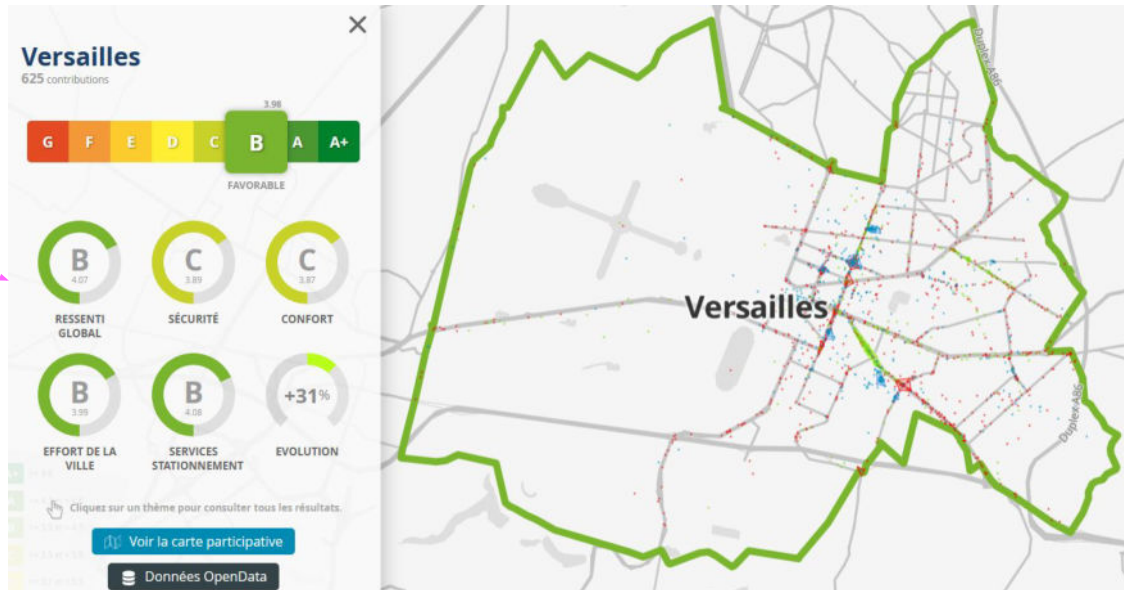 Versailles
625 contributions
3.98
G F E D C B A A+
FAVORABLE
B
4.07
RESSENTI
GLOBAL
C
3.89
SÉCURITÉ
C
3.87
CONFORT
B
3.99
EFFORT DE LA
VILLE
B
4.08
SERVICES
STATIONNEMENT
+31%
EVOLUTION
Cliquez sur un thème pour consulter tous les résultats.
Voir la carte participative
Données OpenData
Versailles
Duplex A86
Duplex A86